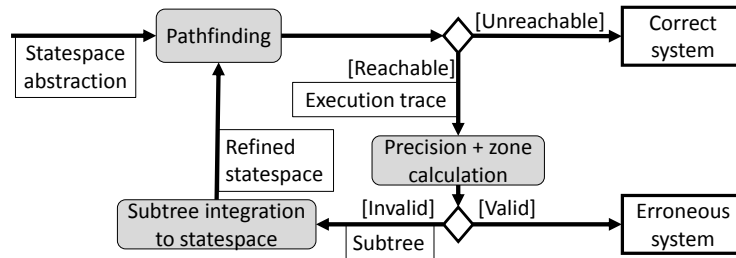 Statespace
abstraction
Pathfinding
[Unreachable]
Correct
system
[Reachable]
Execution trace
Precision + zone
calculation
Refined
statespace
Subtree integration
to statespace
[Invalid]
Subtree
[Valid]
Erroneous
system